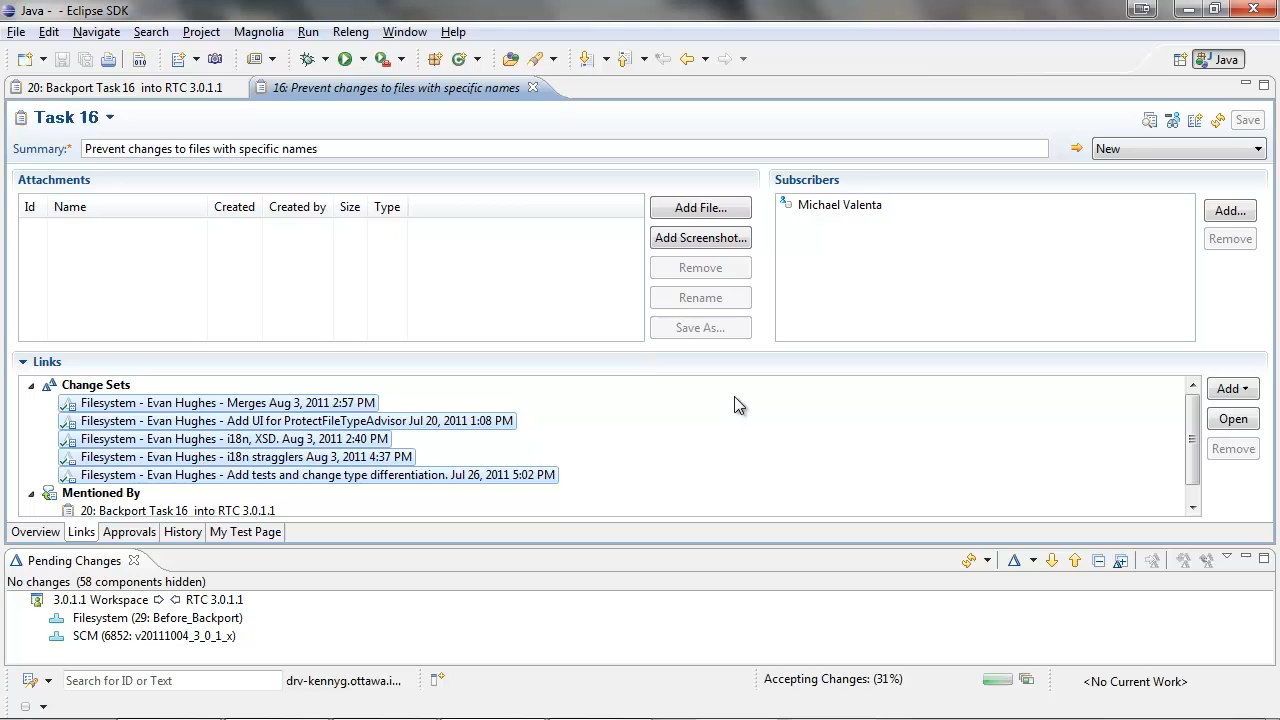 Java - - Eclipse SDK
File Edit Navigate Search Project Magnolia Run Releng Window Help
Java
20: Backport Task 16 into RTC 3.0.1.1
16: Prevent changes to files with specific names
Task 16
Save
Summary:* Prevent changes to files with specific names
New
Attachments
Subscribers
Id Name Created Created by Size Type
Add File...
Add Screenshot...
Remove
Rename
Save As...
Michael Valenta
Add...
Remove
Links
Change Sets
Filesystem - Evan Hughes - Merges Aug 3, 2011 2:57 PM
Filesystem - Evan Hughes - Add UI for ProtectFileTypeAdvisor Jul 20, 2011 1:08 PM
Filesystem - Evan Hughes - i18n, XSD. Aug 3, 2011 2:40 PM
Filesystem - Evan Hughes - i18n stragglers Aug 3, 2011 4:37 PM
Filesystem - Evan Hughes - Add tests and change type differentiation. Jul 26, 2011 5:02 PM
Mentioned By
20: Backport Task 16 into RTC 3.0.1.1
Add
Open
Remove
Overview Links Approvals History My Test Page
Pending Changes
No changes (58 components hidden)
3.0.1.1 Workspace RTC 3.0.1.1
Filesystem (29: Before_Backport)
SCM (6852: v20111004_3_0_1_x)
Search for ID or Text
drv-kennyg.ottawa.i...
Accepting Changes: (31%)
<No Current Work>